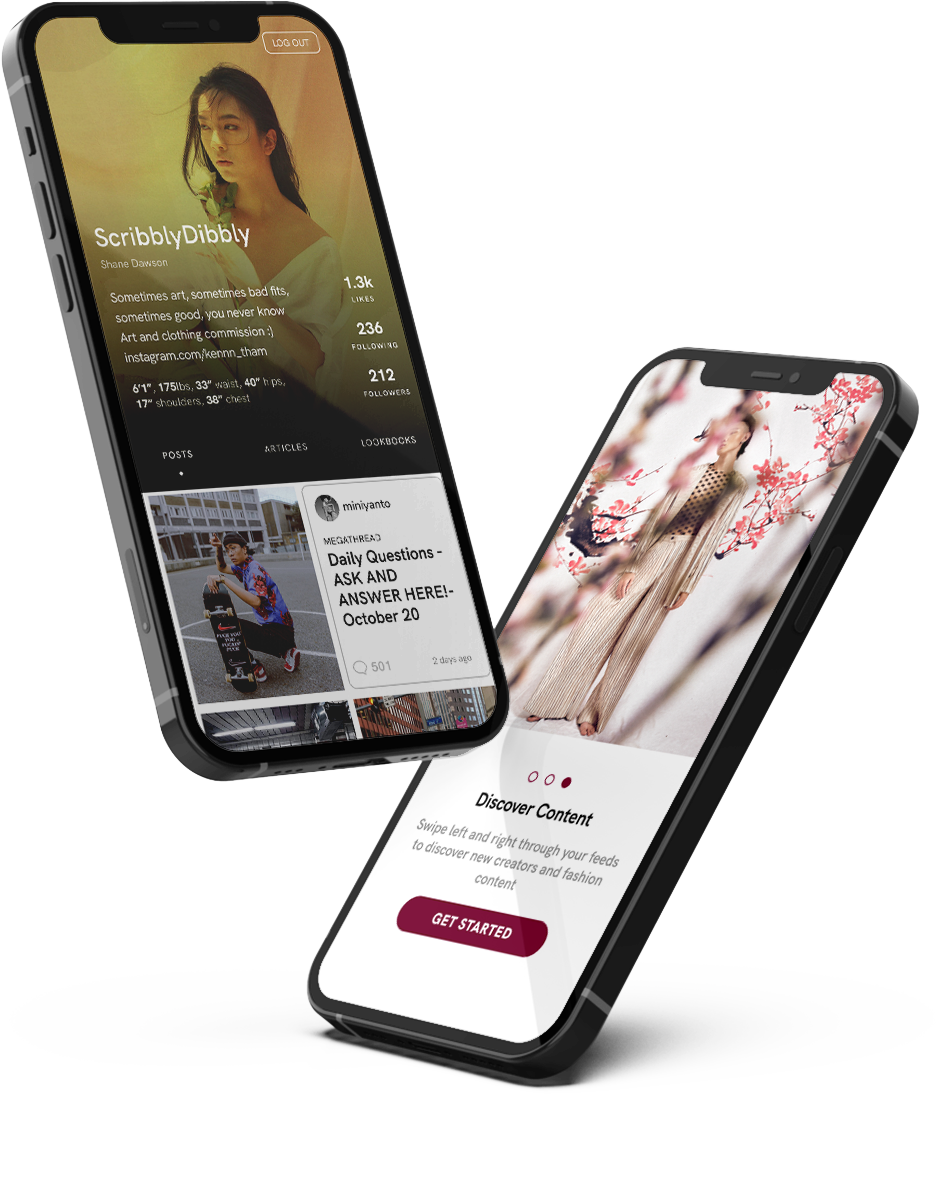 LOG OUT
ScribblyDibbly
Shane Dawson
Sometimes art, sometimes bad fits,
sometimes good, you never know
Art and clothing commission :)
instagram.com/kennn_tham
6'1", 175lbs, 33" waist, 40" hips,
17" shoulders, 38" chest
1.3k
LIKES
236
FOLLOWING
212
FOLLOWERS
POSTS
ARTICLES
LOOKBOOKS
miniyanto
MEGATHREAD
Daily Questions -
ASK AND
ANSWER HERE!-
October 20
501
2 days ago
Discover Content
Swipe left and right through your feeds
to discover new creators and fashion
content
GET STARTED